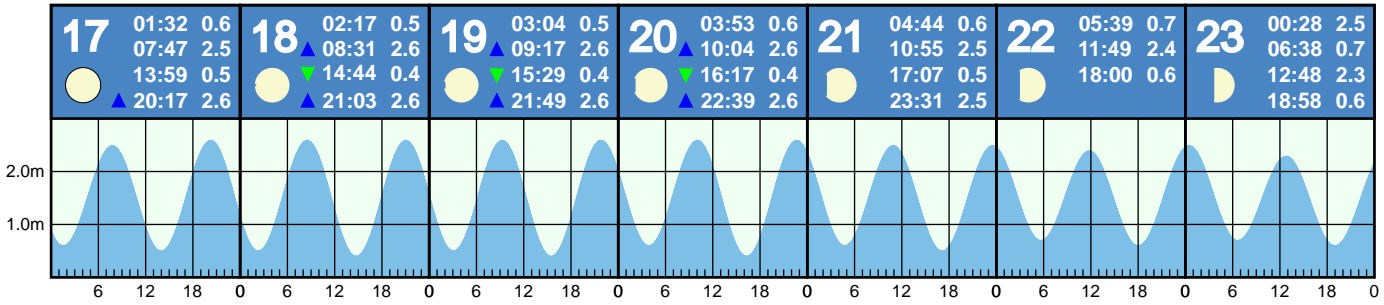 17 01:32 0.6
07:47 2.5
13:59 0.5
▲ 20:17 2.6
18 02:17 0.5
▲ 08:31 2.6
▼ 14:44 0.4
▲ 21:03 2.6
19 03:04 0.5
▲ 09:17 2.6
▼ 15:29 0.4
▲ 21:49 2.6
20 03:53 0.6
▲ 10:04 2.6
▼ 16:17 0.4
▲ 22:39 2.6
21 04:44 0.6
10:55 2.5
17:07 0.5
23:31 2.5
22 05:39 0.7
11:49 2.4
18:00 0.6
23 00:28 2.5
06:38 0.7
12:48 2.3
18:58 0.6
2.0m
1.0m
6 12 18 0 6 12 18 0 6 12 18 0 6 12 18 0 6 12 18 0 6 12 18 0 6 12 18 0